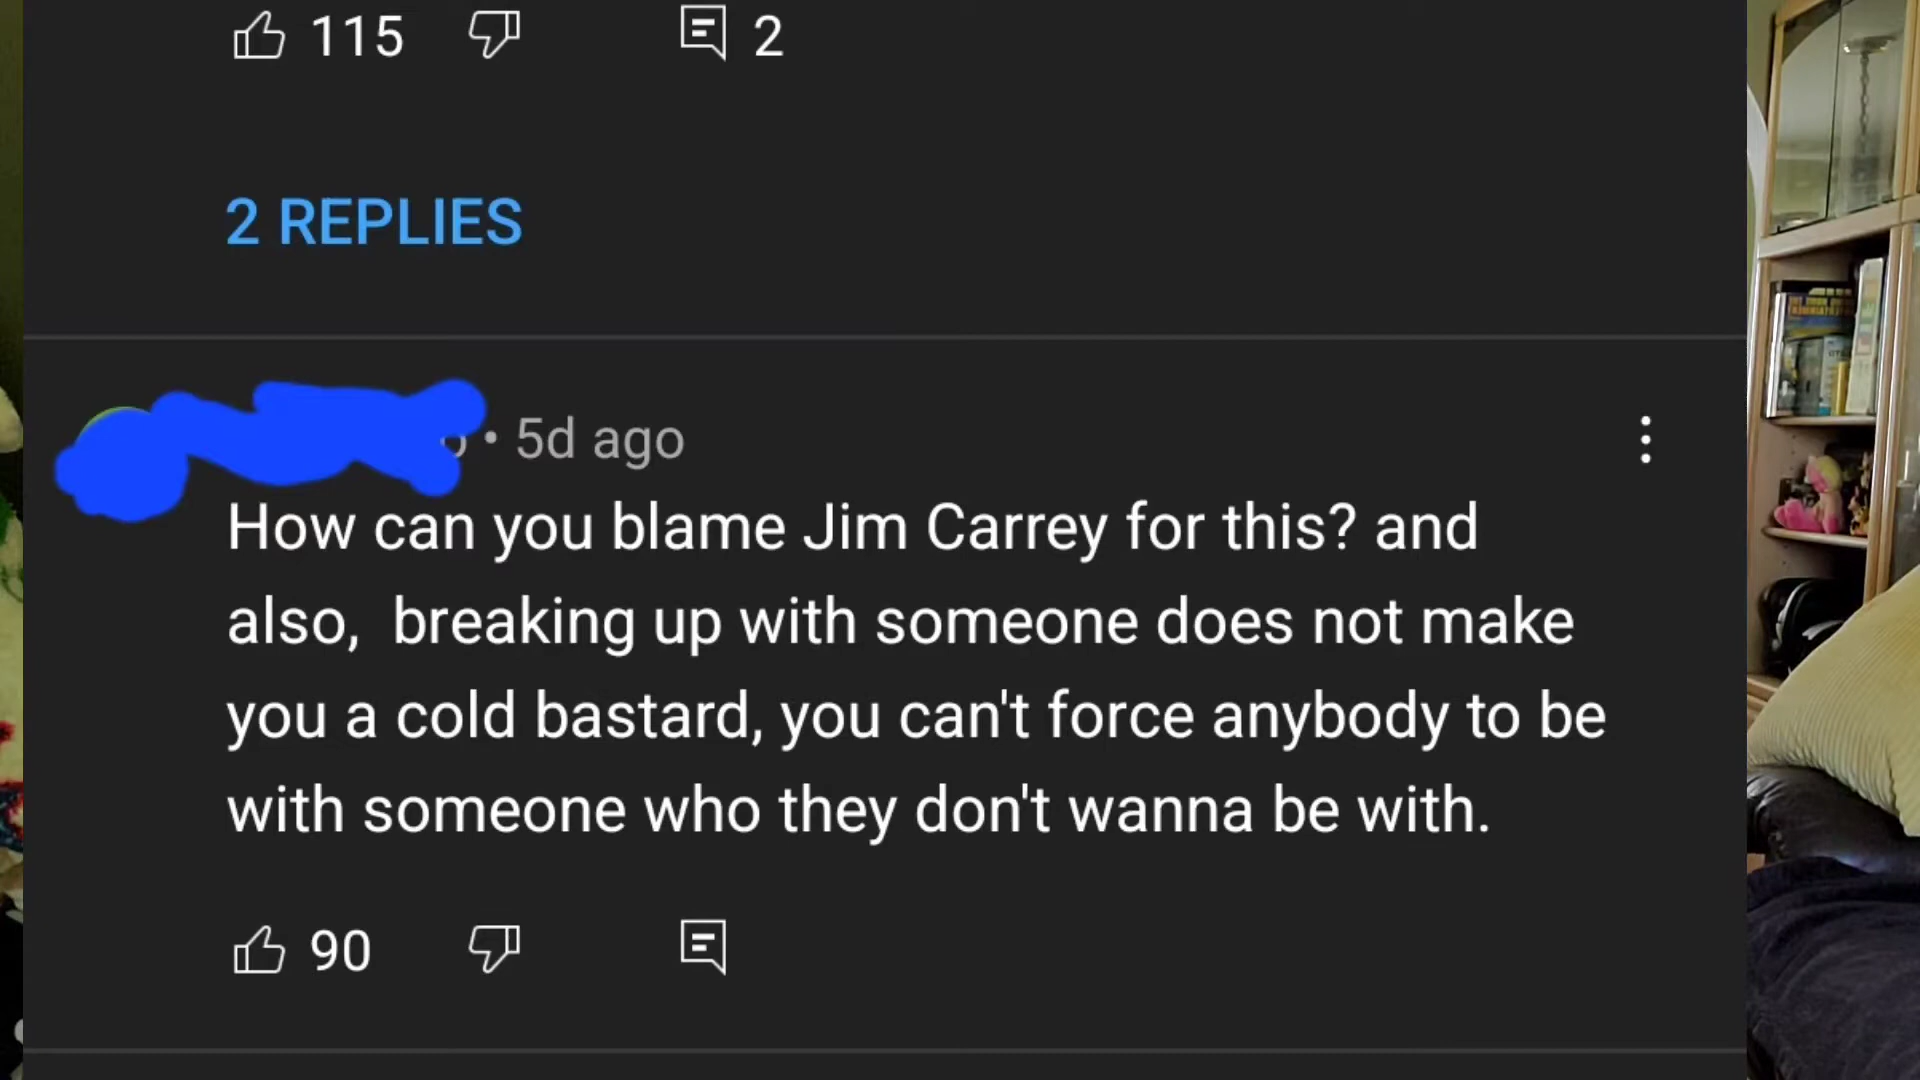 115 2
2 REPLIES
• 5d ago
How can you blame Jim Carrey for this? and
also,  breaking up with someone does not make
you a cold bastard, you can't force anybody to be
with someone who they don't wanna be with.
90